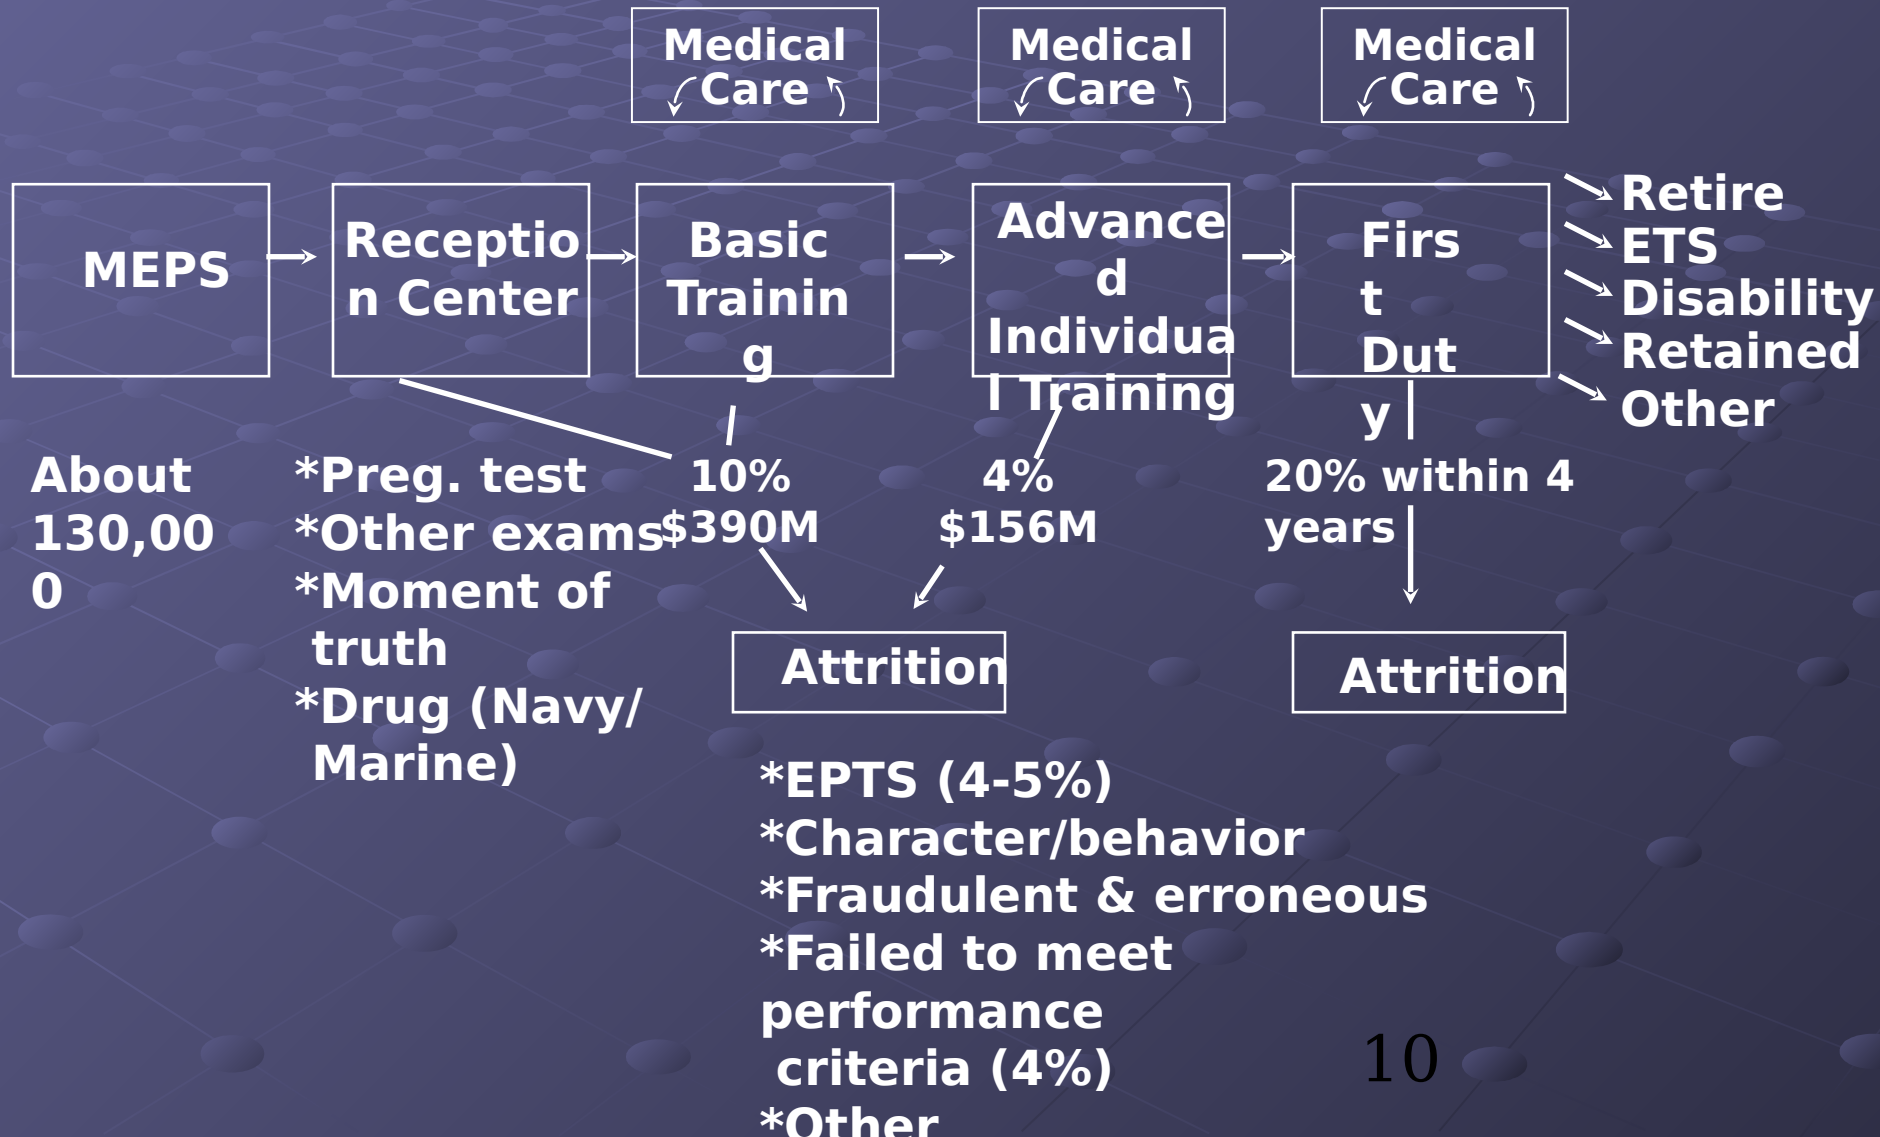 Medical
Care
Medical
Care
Medical
Care
MEPS
Receptio
n Center
Basic
Trainin
g
Advance
d
Individua
l Training
Firs
t
Dut
y
Retire
ETS
Disability
Retained
Other
About
130,00
0
*Preg. test
*Other exams
*Moment of
truth
*Drug (Navy/
Marine)
10%
$390M
4%
$156M
20% within 4
years
Attrition
Attrition
*EPTS (4-5%)
*Character/behavior
*Fraudulent & erroneous
*Failed to meet
performance
criteria (4%)
*Other
10